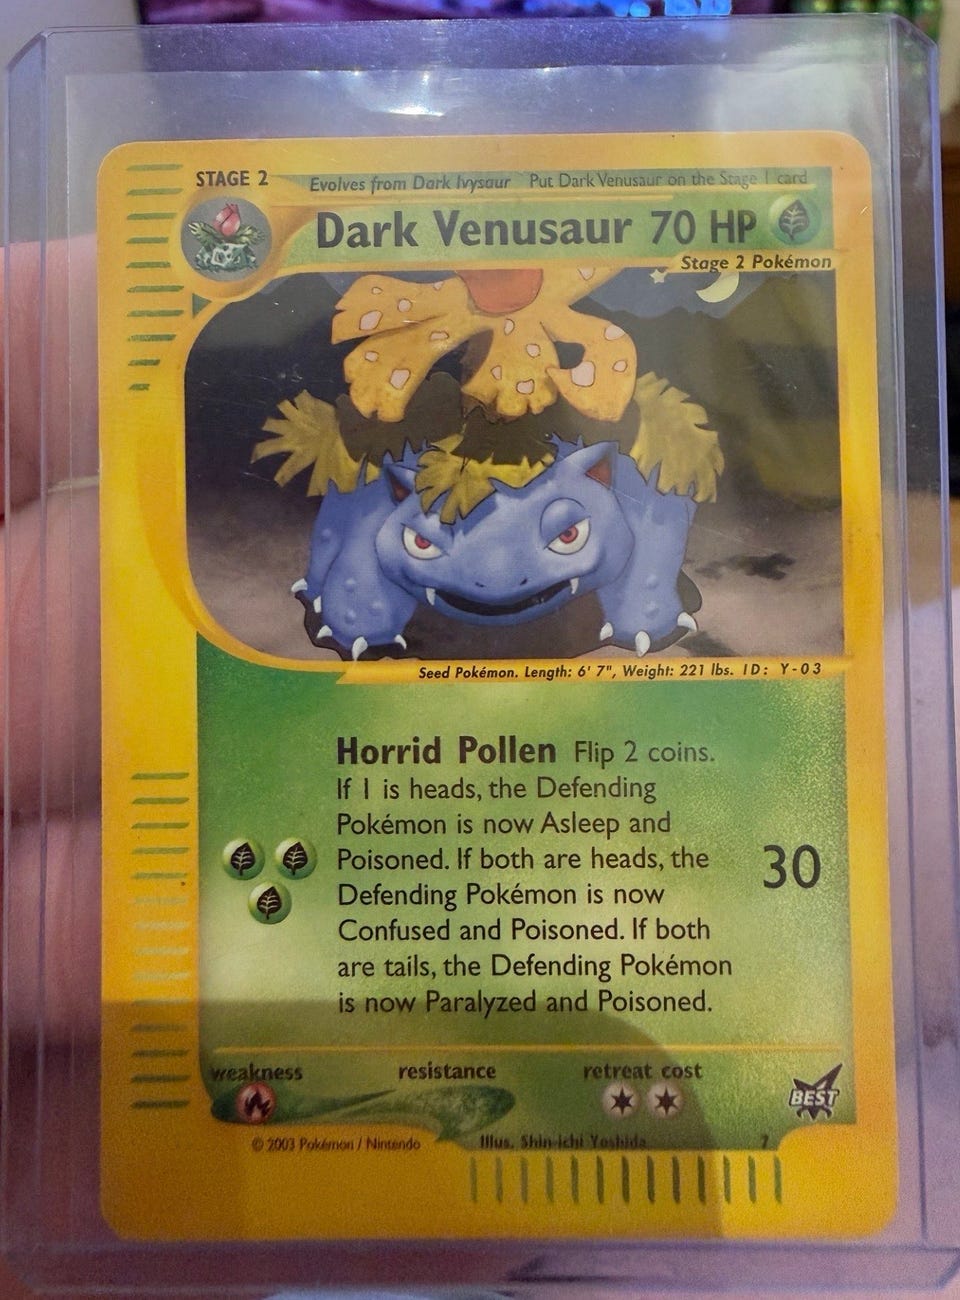 STAGE 2 Evolves from Dark Ivysaur Put Dark Venusaur on the Stage 1 card
Dark Venusaur 70 HP
Stage 2 Pokémon
Seed Pokémon. Length: 6' 7", Weight: 221 lbs. ID: Y-03
Horrid Pollen Flip 2 coins.
If 1 is heads, the Defending
Pokémon is now Asleep and
Poisoned. If both are heads, the
Defending Pokémon is now
Confused and Poisoned. If both
are tails, the Defending Pokémon
is now Paralyzed and Poisoned.
30
weakness resistance retreat cost
BEST
© 2003 Pokémon / Nintendo Illus. Shin-ichi Yoshida 7